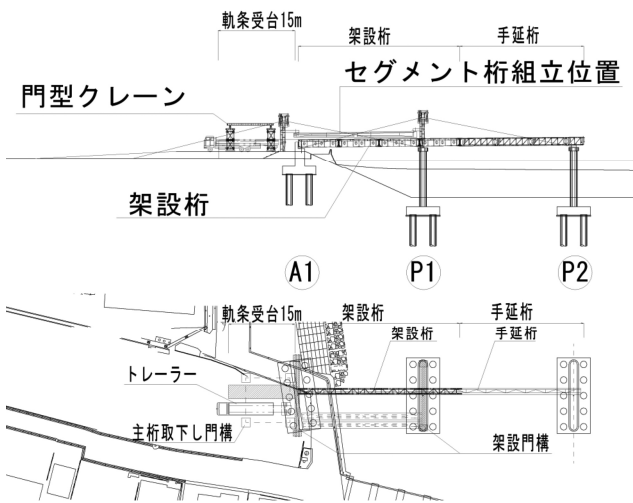 軌条受台15m
架設桁
手延桁
セグメント桁組立位置
門型クレーン
架設桁
A1
P1
P2
軌条受台15m
架設桁
手延桁
架設桁
手延桁
トレーラー
主桁取下し門構
架設門構